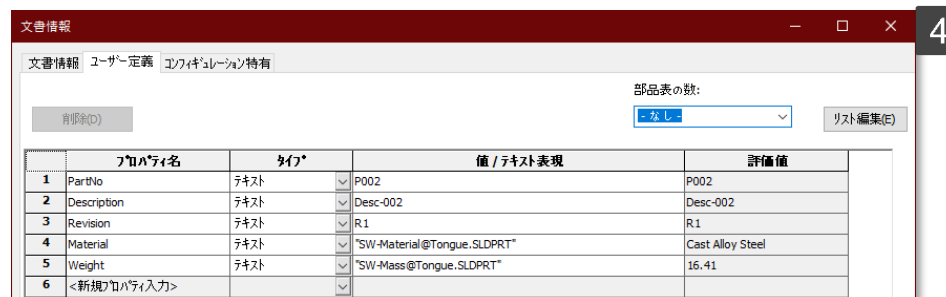 文書情報
4
文書情報 ユーザー定義 コンフィギュレーション特有
部品表の数:
削除(D) - なし - リスト編集(E)
プロパティ名 タイプ 値 / テキスト表現 評価値
1 PartNo テキスト P002 P002
2 Description テキスト Desc-002 Desc-002
3 Revision テキスト R1 R1
4 Material テキスト "SW-Material@Tongue.SLDPRT" Cast Alloy Steel
5 Weight テキスト "SW-Mass@Tongue.SLDPRT" 16.41
6 <新規プロパティ入力>